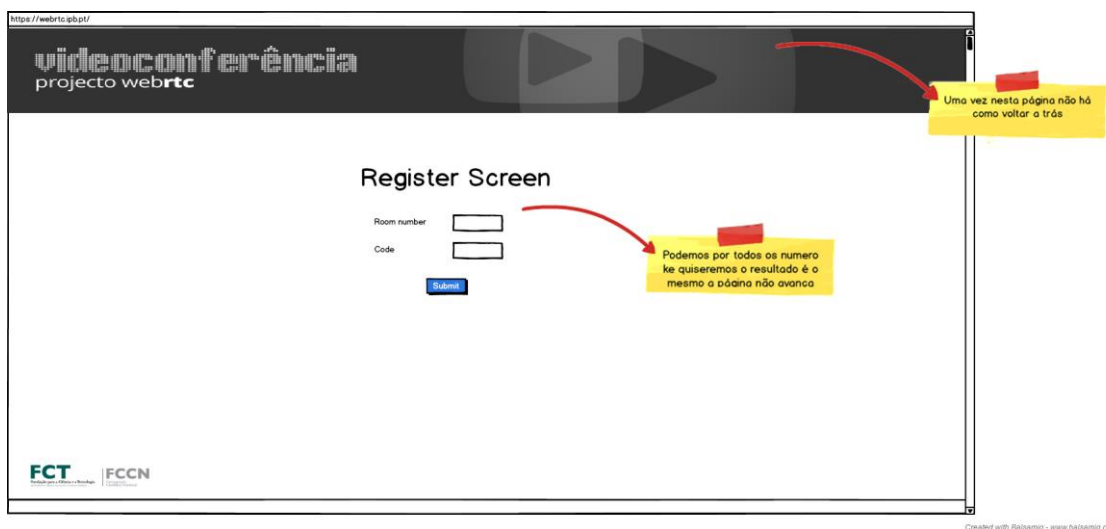 https://webrtc.ipb.pt/
videoconferência
projecto webrtc
Uma vez nesta página não há
como voltar a trás
Register Screen
Room number
Code
Podemos por todos os numero
ke quiseremos o resultado é o
mesmo a página não avança
Submit
FCT
FCCN
Created with Balsamiq - www.balsamiq.c